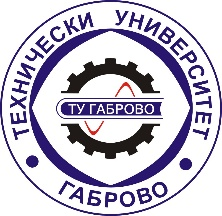 ТЕХНИЧЕСКИ УНИВЕРСИТЕТ
ТУ ГАБРОВО
• ГАБРОВО •